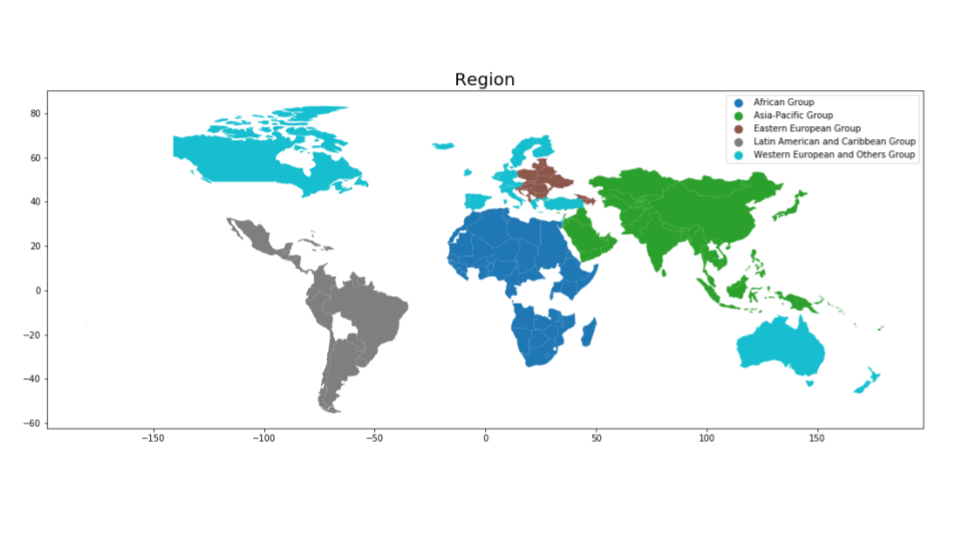 Region
African Group
Asia-Pacific Group
Eastern European Group
Latin American and Caribbean Group
Western European and Others Group
80
60
40
20
0
−20
−40
−60
−150
−100
−50
0
50
100
150